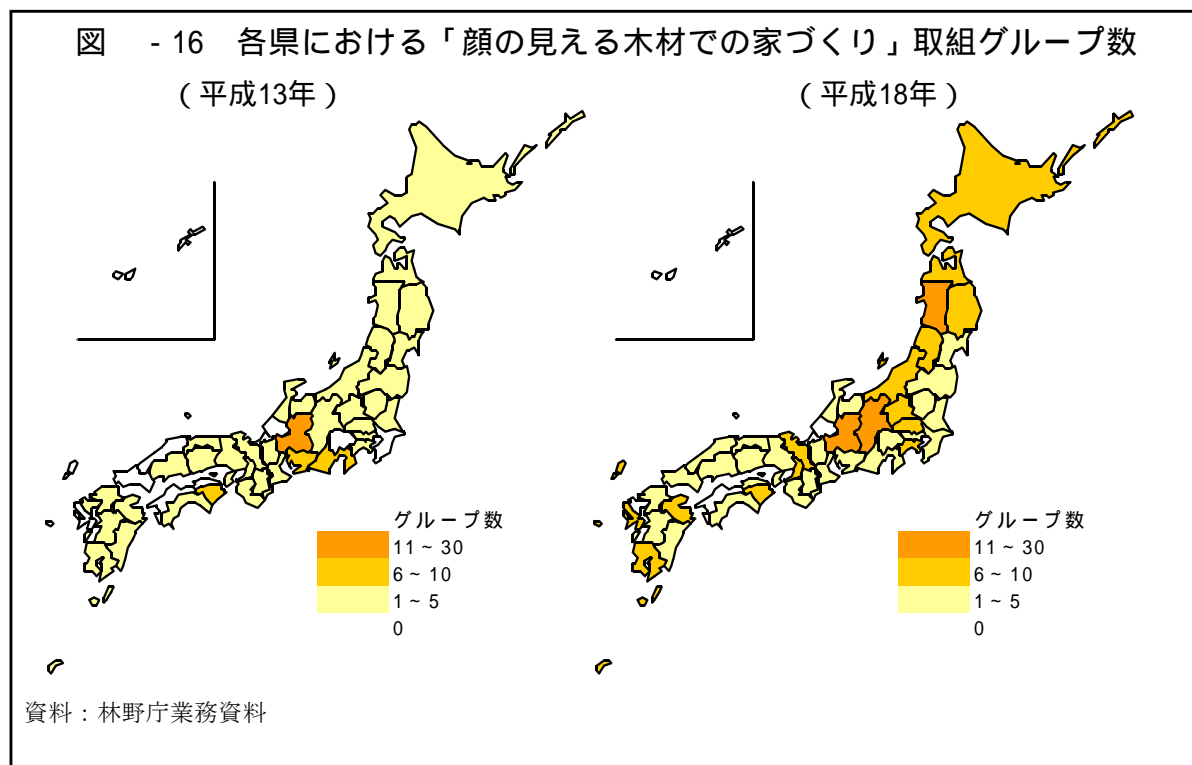 図　-16　各県における「顔の見える木材での家づくり」取組グループ数
（平成13年）
（平成18年）
グループ数
11～30
6～10
1～5
0
グループ数
11～30
6～10
1～5
0
資料：林野庁業務資料